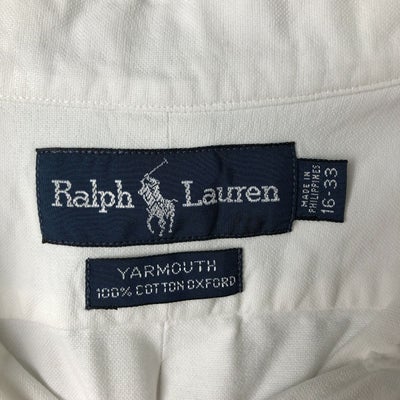 Ralph Lauren
MADE IN
PHILIPPINES
16-33
YARMOUTH
100% COTTON OXFORD